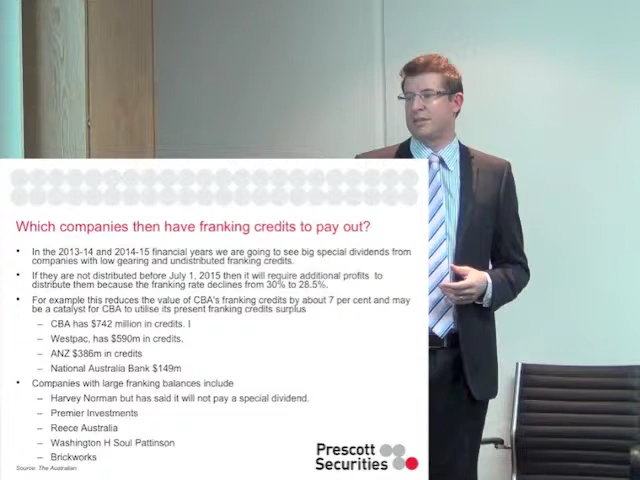 Which companies then have franking credits to pay out?
• In the 2013-14 and 2014-15 financial years we are going to see big special dividends from
companies with low gearing and undistributed franking credits.
• If they are not distributed before July 1, 2015 then it will require additional profits to
distribute them because the franking rate declines from 30% to 28.5%.
• For example this reduces the value of CBA's franking credits by about 7 per cent and may
be a catalyst for CBA to utilise its present franking credits surplus
– CBA has $742 million in credits. I
– Westpac, has $590m in credits.
– ANZ $386m in credits
– National Australia Bank $149m
• Companies with large franking balances include
– Harvey Norman but has said it will not pay a special dividend.
– Premier Investments
– Reece Australia
– Washington H Soul Pattinson
– Brickworks
Source: The Australian
Prescott
Securities